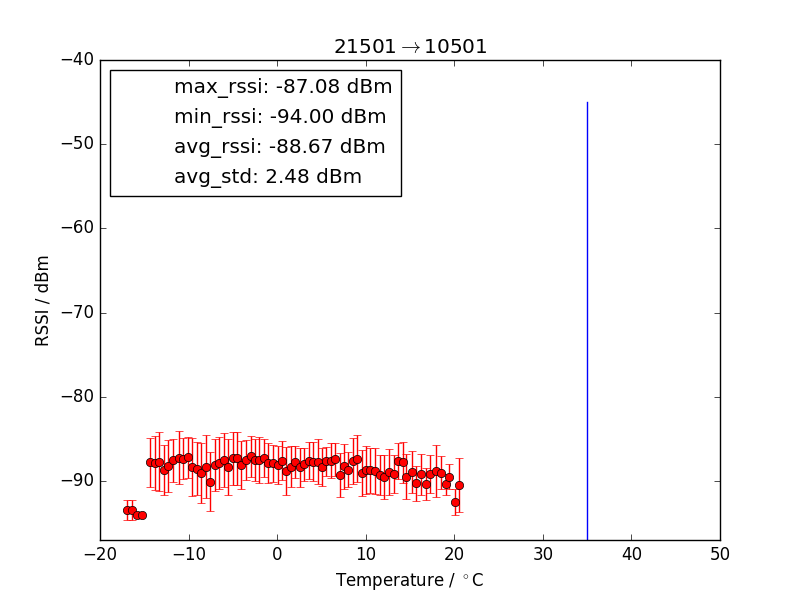 21501→10501
max_rssi: -87.08 dBm
min_rssi: -94.00 dBm
avg_rssi: -88.67 dBm
avg_std: 2.48 dBm
RSSI / dBm
−40
−50
−60
−70
−80
−90
−20 −10 0 10 20 30 40 50
Temperature / °C